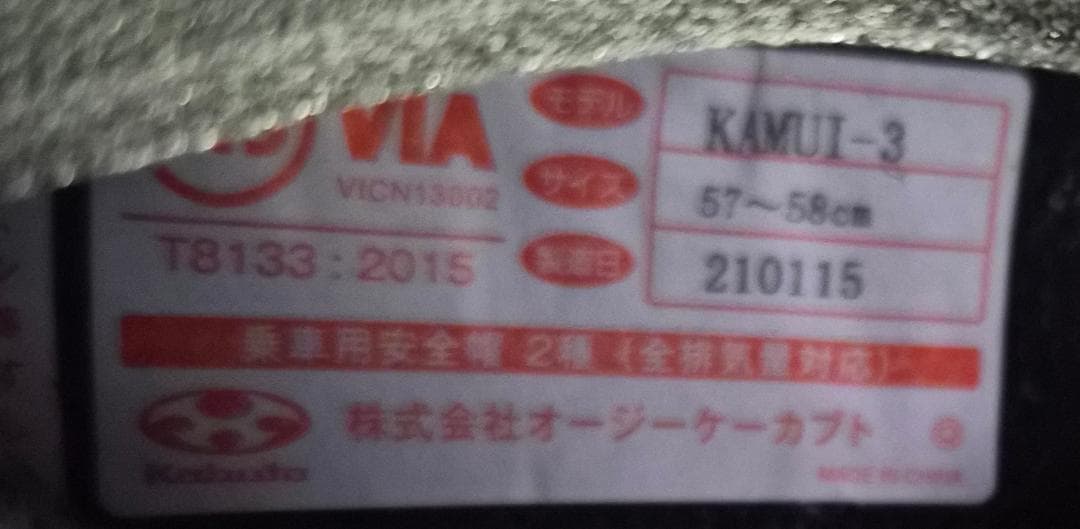 VIA
VICN13002
T8133:2015
モデル
KAMUI-3
サイズ
57〜58cm
製造日
210115
乗車用安全帽 2種 (全排気量対応)
Kabuto
株式会社オージーケーカブト
MADE IN CHINA